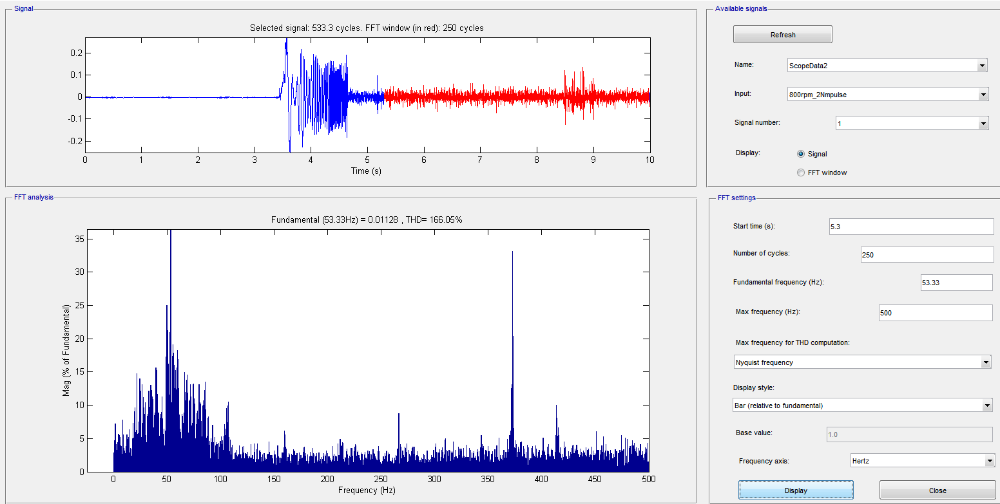 Signal
Selected signal: 533.3 cycles. FFT window (in red): 250 cycles
0.2
0.1
0
-0.1
-0.2
0 1 2 3 4 5 6 7 8 9 10
Time (s)
Available signals
Refresh
Name: ScopeData2
Input: 800rpm_2Nmpulse
Signal number: 1
Display: Signal
FFT window
FFT analysis
Fundamental (53.33Hz) = 0.01128 , THD= 166.05%
Mag (% of Fundamental)
35
30
25
20
15
10
5
0
0 50 100 150 200 250 300 350 400 450 500
Frequency (Hz)
FFT settings
Start time (s): 5.3
Number of cycles: 250
Fundamental frequency (Hz): 53.33
Max frequency (Hz): 500
Max frequency for THD computation:
Nyquist frequency
Display style:
Bar (relative to fundamental)
Base value: 1.0
Frequency axis: Hertz
Display Close